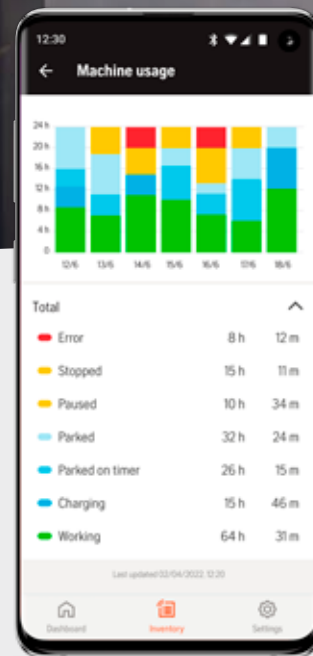 12:30
Machine usage
24 h
20 h
16 h
12 h
8 h
4 h
0
12/6 13/6 14/6 15/6 16/6 17/6 18/6
Total
Error 8 h 12 m
Stopped 15 h 11 m
Paused 10 h 34 m
Parked 32 h 24 m
Parked on timer 26 h 15 m
Charging 15 h 46 m
Working 64 h 31 m
Last updated 02/04/2022, 12:20
Dashboard Inventory Settings